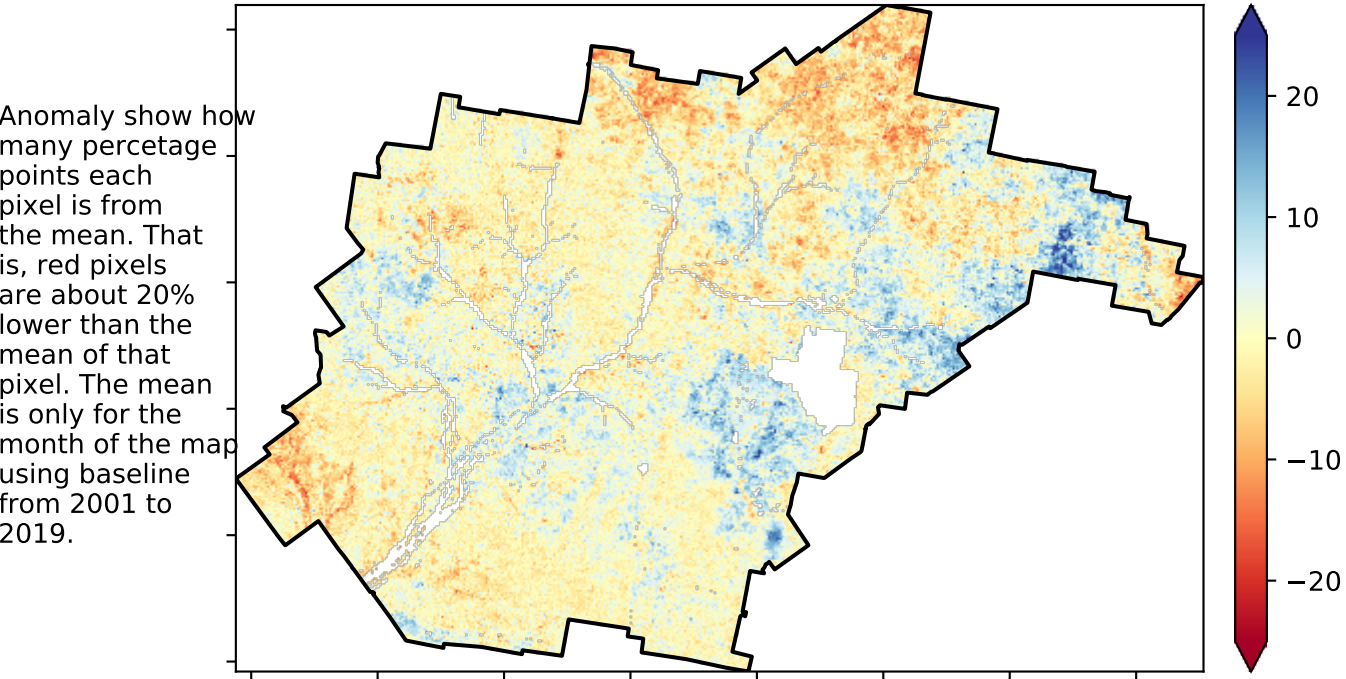 Anomaly show how
many percetage
points each
pixel is from
the mean. That
is, red pixels
are about 20%
lower than the
mean of that
pixel. The mean
is only for the
month of the map
using baseline
from 2001 to
2019.
20
10
0
−10
−20